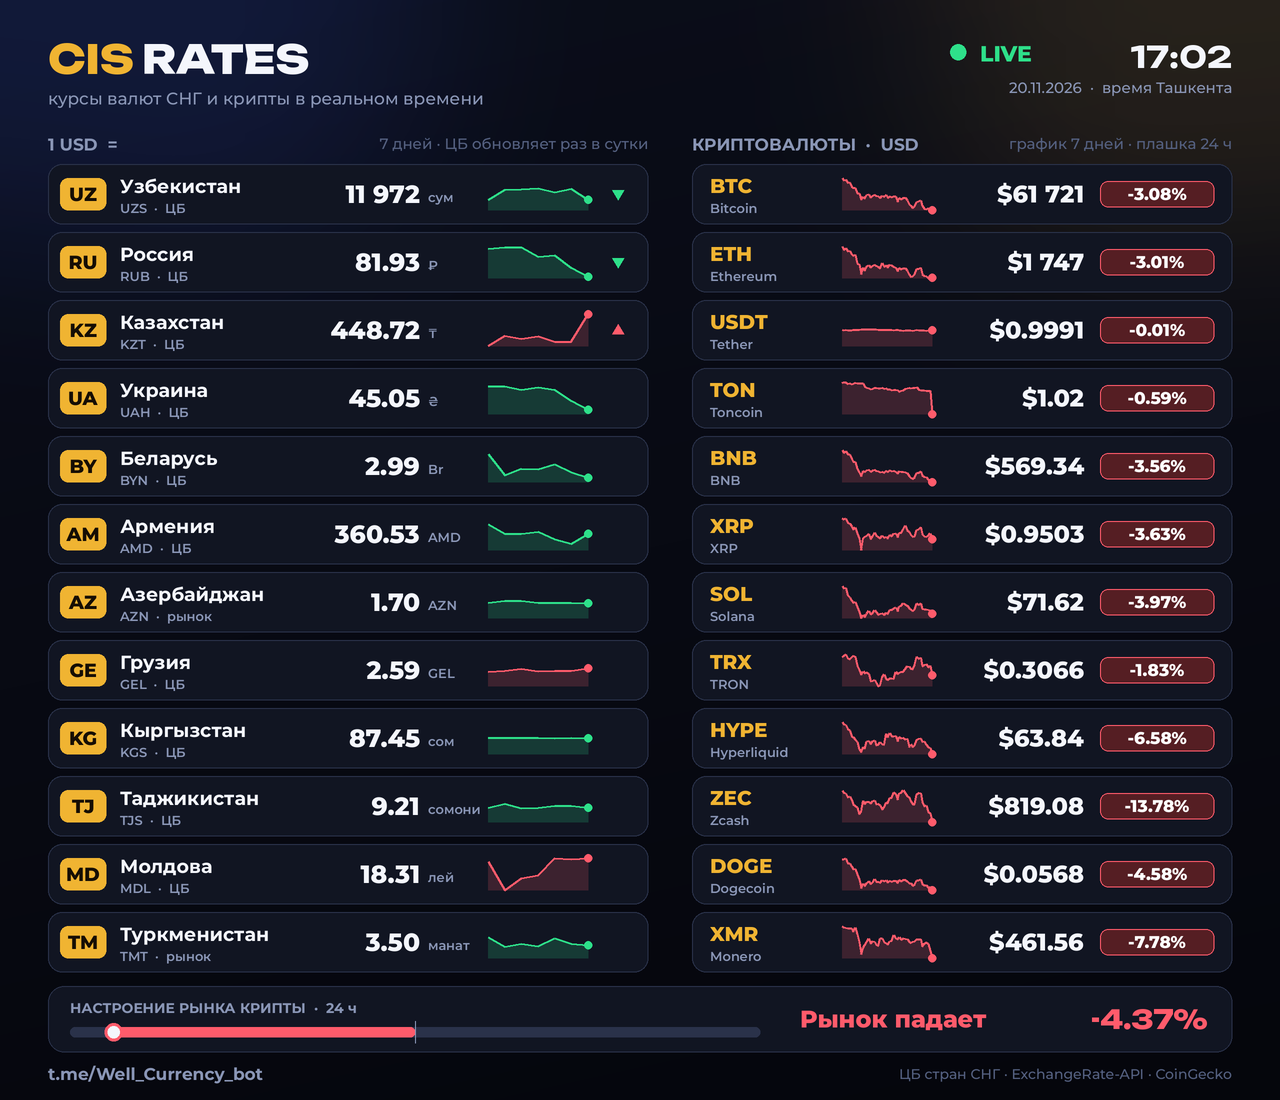 CIS RATES
курсы валют СНГ и крипты в реальном времени
LIVE
17:02
20.11.2026 · время Ташкента
1 USD =
7 дней · ЦБ обновляет раз в сутки
UZ Узбекистан 11 972 сум
UZS · ЦБ
RU Россия 81.93 ₽
RUB · ЦБ
KZ Казахстан 448.72 ₸
KZT · ЦБ
UA Украина 45.05 ₴
UAH · ЦБ
BY Беларусь 2.99 Br
BYN · ЦБ
AM Армения 360.53 AMD
AMD · ЦБ
AZ Азербайджан 1.70 AZN
AZN · рынок
GE Грузия 2.59 GEL
GEL · ЦБ
KG Кыргызстан 87.45 сом
KGS · ЦБ
TJ Таджикистан 9.21 сомони
TJS · ЦБ
MD Молдова 18.31 лей
MDL · ЦБ
TM Туркменистан 3.50 манат
TMT · рынок
КРИПТОВАЛЮТЫ · USD
график 7 дней · плашка 24 ч
BTC $61 721 -3.08%
Bitcoin
ETH $1 747 -3.01%
Ethereum
USDT $0.9991 -0.01%
Tether
TON $1.02 -0.59%
Toncoin
BNB $569.34 -3.56%
BNB
XRP $0.9503 -3.63%
XRP
SOL $71.62 -3.97%
Solana
TRX $0.3066 -1.83%
TRON
HYPE $63.84 -6.58%
Hyperliquid
ZEC $819.08 -13.78%
Zcash
DOGE $0.0568 -4.58%
Dogecoin
XMR $461.56 -7.78%
Monero
НАСТРОЕНИЕ РЫНКА КРИПТЫ · 24 ч
Рынок падает
-4.37%
t.me/Well_Currency_bot
ЦБ стран СНГ · ExchangeRate-API · CoinGecko